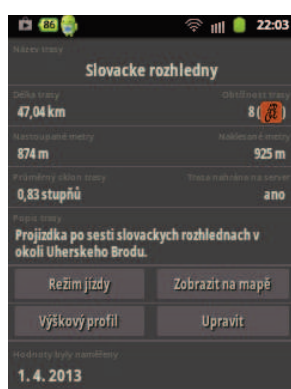 86 22:03
Název trasy
Slovacke rozhledny
Délka trasy Obtížnost trasy
47,04 km 8 (
Nastoupané metry Naklesané metry
874 m 925 m
Průměrný sklon trasy Trasa nahrána na server
0,83 stupňů ano
Popis trasy
Projizdka po sesti slovackych rozhlednach v
okoli Uherskeho Brodu.
Režim jízdy Zobrazit na mapě
Výškový profil Upravit
Hodnoty byly naměřeny
1. 4. 2013